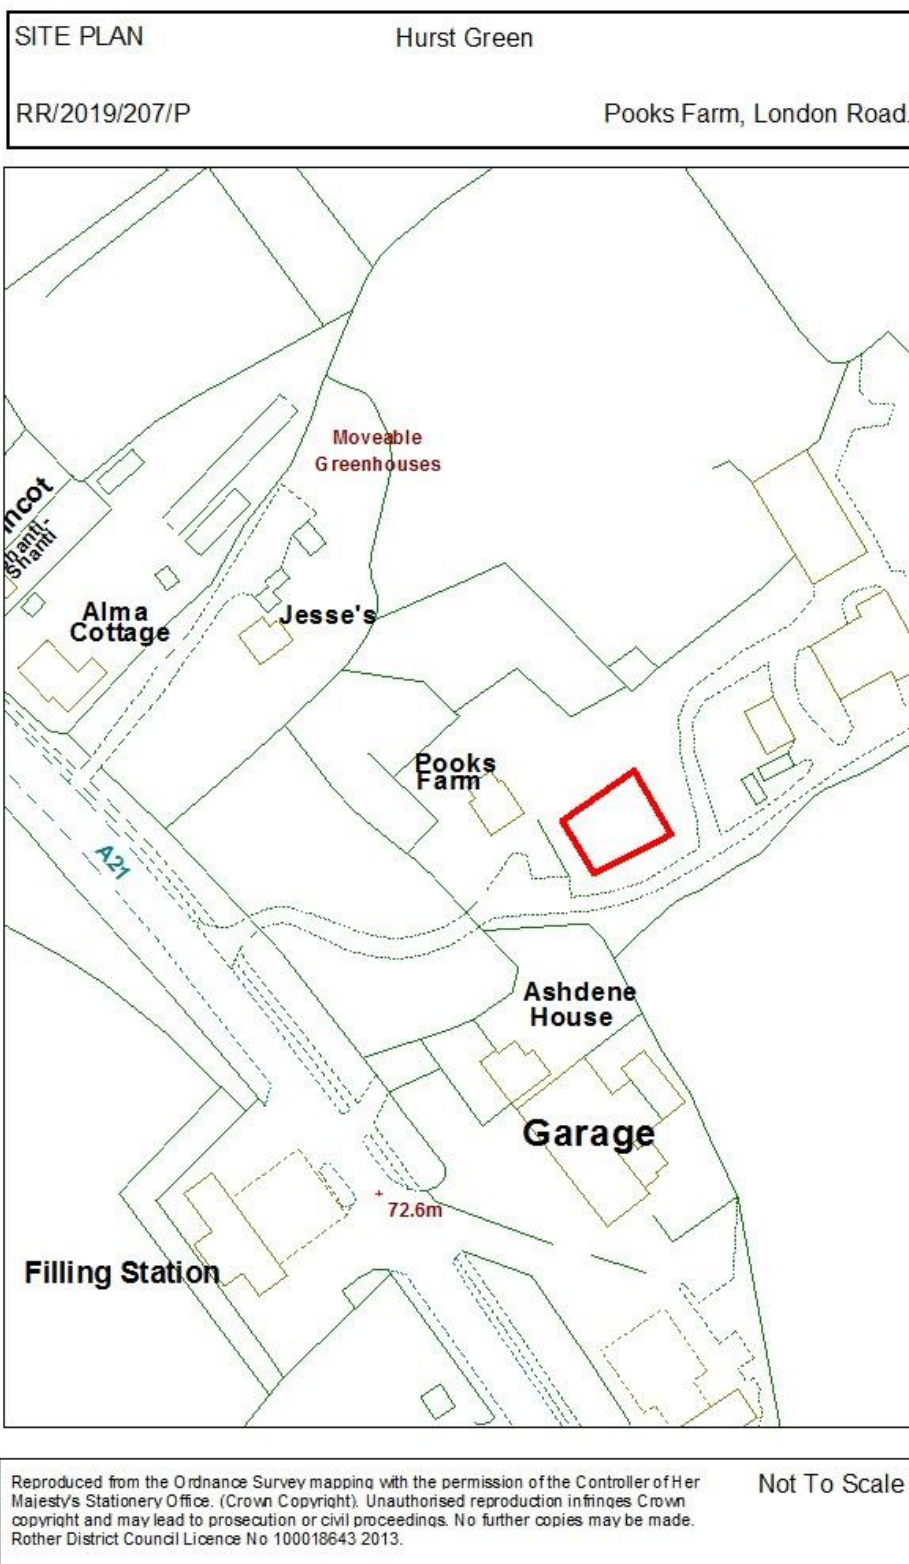 SITE PLAN
Hurst Green
RR/2019/207/P
Pooks Farm, London Road.
Moveable
Greenhouses
Alma
Cottage
Jesse's
Pooks
Farm
A21
Ashdene
House
Garage
72.6m
Filling Station
Reproduced from the Ordnance Survey mapping with the permission of the Controller of Her
Majesty's Stationery Office. (Crown Copyright). Unauthorised reproduction infringes Crown
copyright and may lead to prosecution or civil proceedings. No further copies may be made.
Rother District Council Licence No 100018643 2013.
Not To Scale